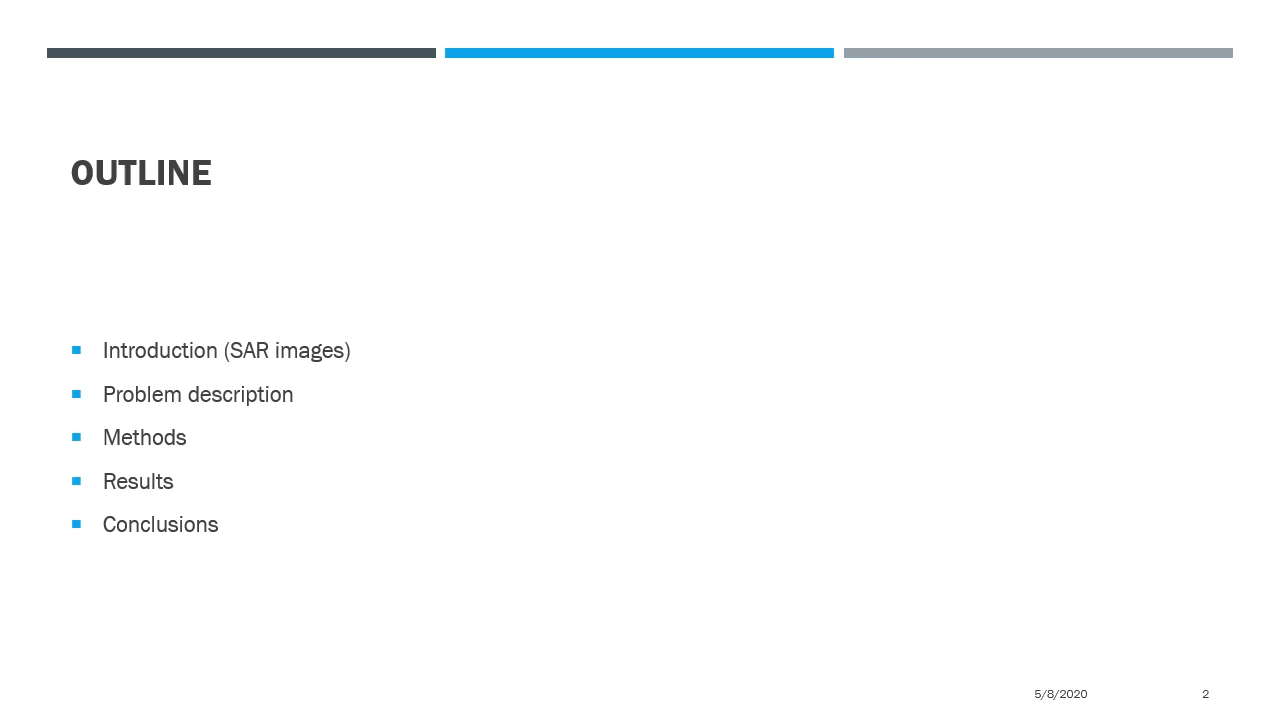 OUTLINE
Introduction (SAR images)
Problem description
Methods
Results
Conclusions
5/8/2020
2